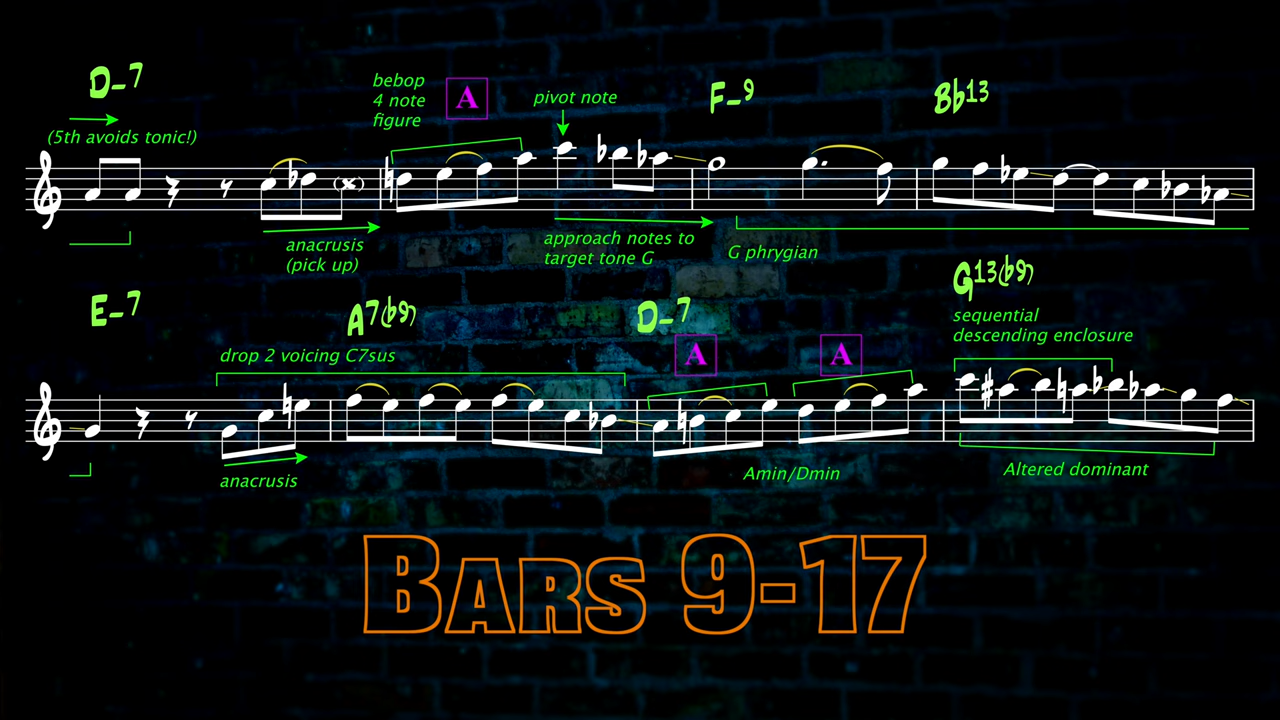 D-7
(5th avoids tonic!)
bebop
4 note
figure
A
pivot note
F-9
Bb13
anacrusis
(pick up)
approach notes to
target tone G
G phrygian
E-7
A7(b9)
D-7
G13(b9)
drop 2 voicing C7sus
A
A
sequential
descending enclosure
anacrusis
Amin/Dmin
Altered dominant
BARS 9-17